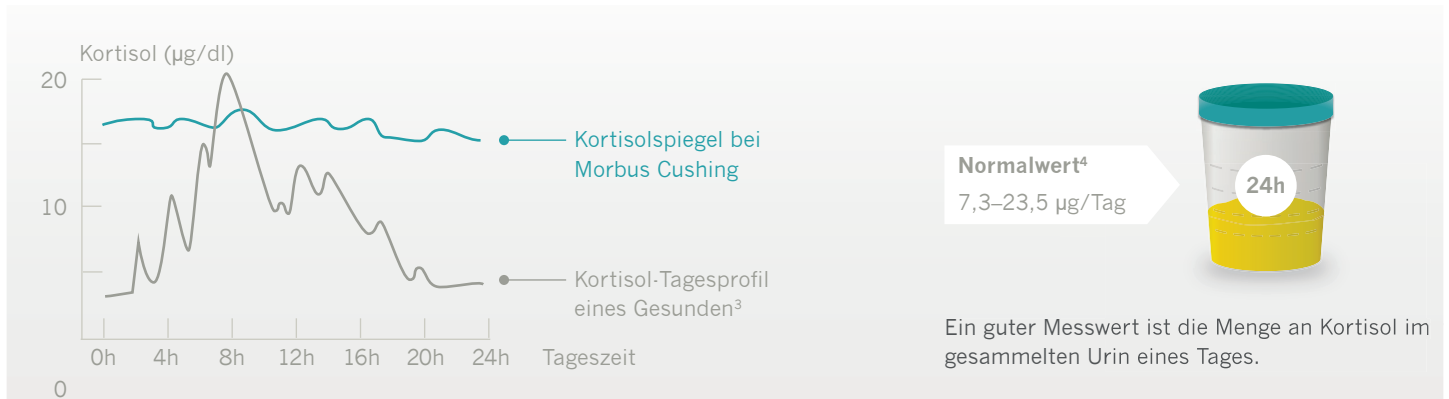 Kortisol (µg/dl)
20
10
0
0h 4h 8h 12h 16h 20h 24h Tageszeit
Kortisolspiegel bei
Morbus Cushing
Kortisol-Tagesprofil
eines Gesunden³
Normalwert⁴
7,3–23,5 µg/Tag
24h
Ein guter Messwert ist die Menge an Kortisol im
gesammelten Urin eines Tages.